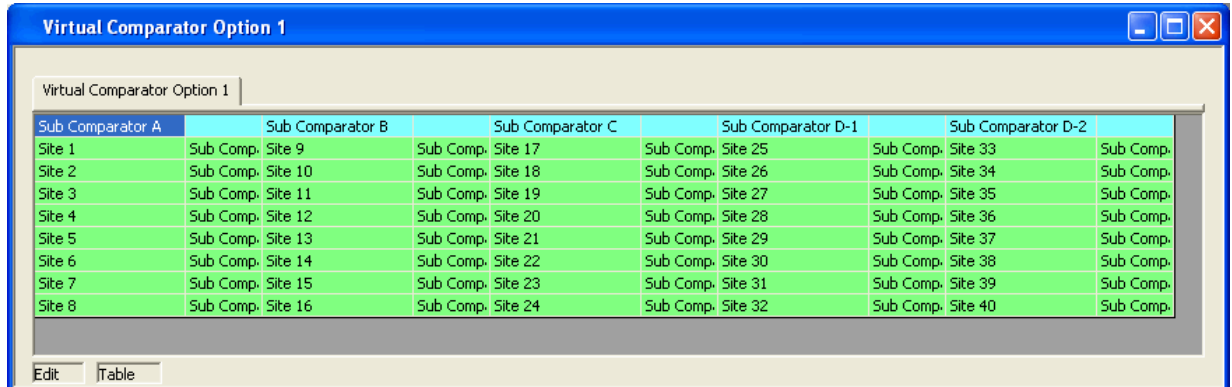 Virtual Comparator Option 1
Virtual Comparator Option 1
Sub Comparator A Sub Comparator B Sub Comparator C Sub Comparator D-1 Sub Comparator D-2
Site 1 Sub Comp. Site 9 Sub Comp. Site 17 Sub Comp. Site 25 Sub Comp. Site 33 Sub Comp.
Site 2 Sub Comp. Site 10 Sub Comp. Site 18 Sub Comp. Site 26 Sub Comp. Site 34 Sub Comp.
Site 3 Sub Comp. Site 11 Sub Comp. Site 19 Sub Comp. Site 27 Sub Comp. Site 35 Sub Comp.
Site 4 Sub Comp. Site 12 Sub Comp. Site 20 Sub Comp. Site 28 Sub Comp. Site 36 Sub Comp.
Site 5 Sub Comp. Site 13 Sub Comp. Site 21 Sub Comp. Site 29 Sub Comp. Site 37 Sub Comp.
Site 6 Sub Comp. Site 14 Sub Comp. Site 22 Sub Comp. Site 30 Sub Comp. Site 38 Sub Comp.
Site 7 Sub Comp. Site 15 Sub Comp. Site 23 Sub Comp. Site 31 Sub Comp. Site 39 Sub Comp.
Site 8 Sub Comp. Site 16 Sub Comp. Site 24 Sub Comp. Site 32 Sub Comp. Site 40 Sub Comp.
Edit Table